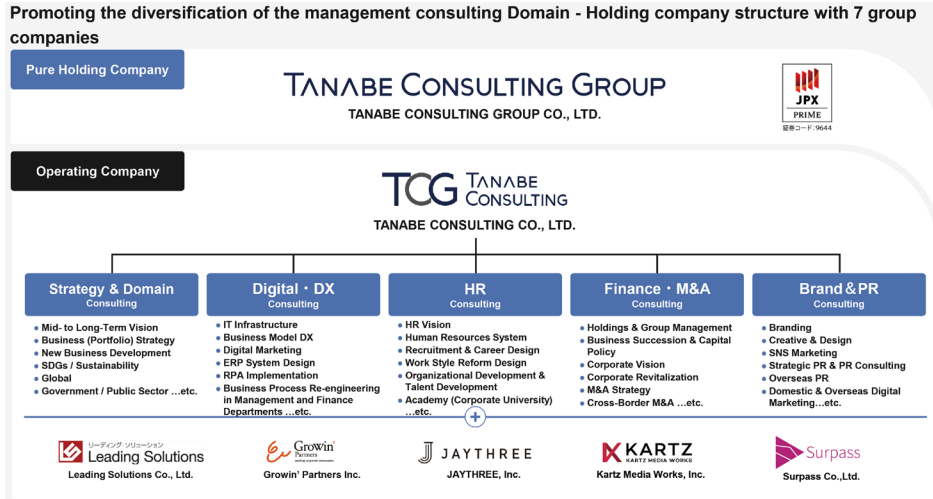 Promoting the diversification of the management consulting Domain - Holding company structure with 7 group
companies
Pure Holding Company
TANABE CONSULTING GROUP
TANABE CONSULTING GROUP CO., LTD.
JPX
PRIME
証券コード:9644
Operating Company
TCG TANABE
CONSULTING
TANABE CONSULTING CO., LTD.
Strategy & Domain
Consulting
● Mid- to Long-Term Vision
● Business (Portfolio) Strategy
● New Business Development
● SDGs / Sustainability
● Global
● Government / Public Sector …etc.
Digital・DX
Consulting
● IT Infrastructure
● Business Model DX
● Digital Marketing
● ERP System Design
● RPA Implementation
● Business Process Re-engineering
in Management and Finance
Departments …etc.
HR
Consulting
● HR Vision
● Human Resources System
● Recruitment & Career Design
● Work Style Reform Design
● Organizational Development &
Talent Development
● Academy (Corporate University)
…etc.
Finance・M&A
Consulting
● Holdings & Group Management
● Business Succession & Capital
Policy
● Corporate Vision
● Corporate Revitalization
● M&A Strategy
● Cross-Border M&A …etc.
Brand＆PR
Consulting
● Branding
● Creative & Design
● SNS Marketing
● Strategic PR & PR Consulting
● Overseas PR
● Domestic & Overseas Digital
Marketing…etc.
+
リーディング・ソリューション
Leading Solutions
Leading Solutions Co., Ltd.
Growin'
Partners
Growin' Partners Inc.
JAYTHREE
JAYTHREE, Inc.
KARTZ
KARTZ MEDIA WORKS
Kartz Media Works, Inc.
Surpass
Surpass Co.,Ltd.